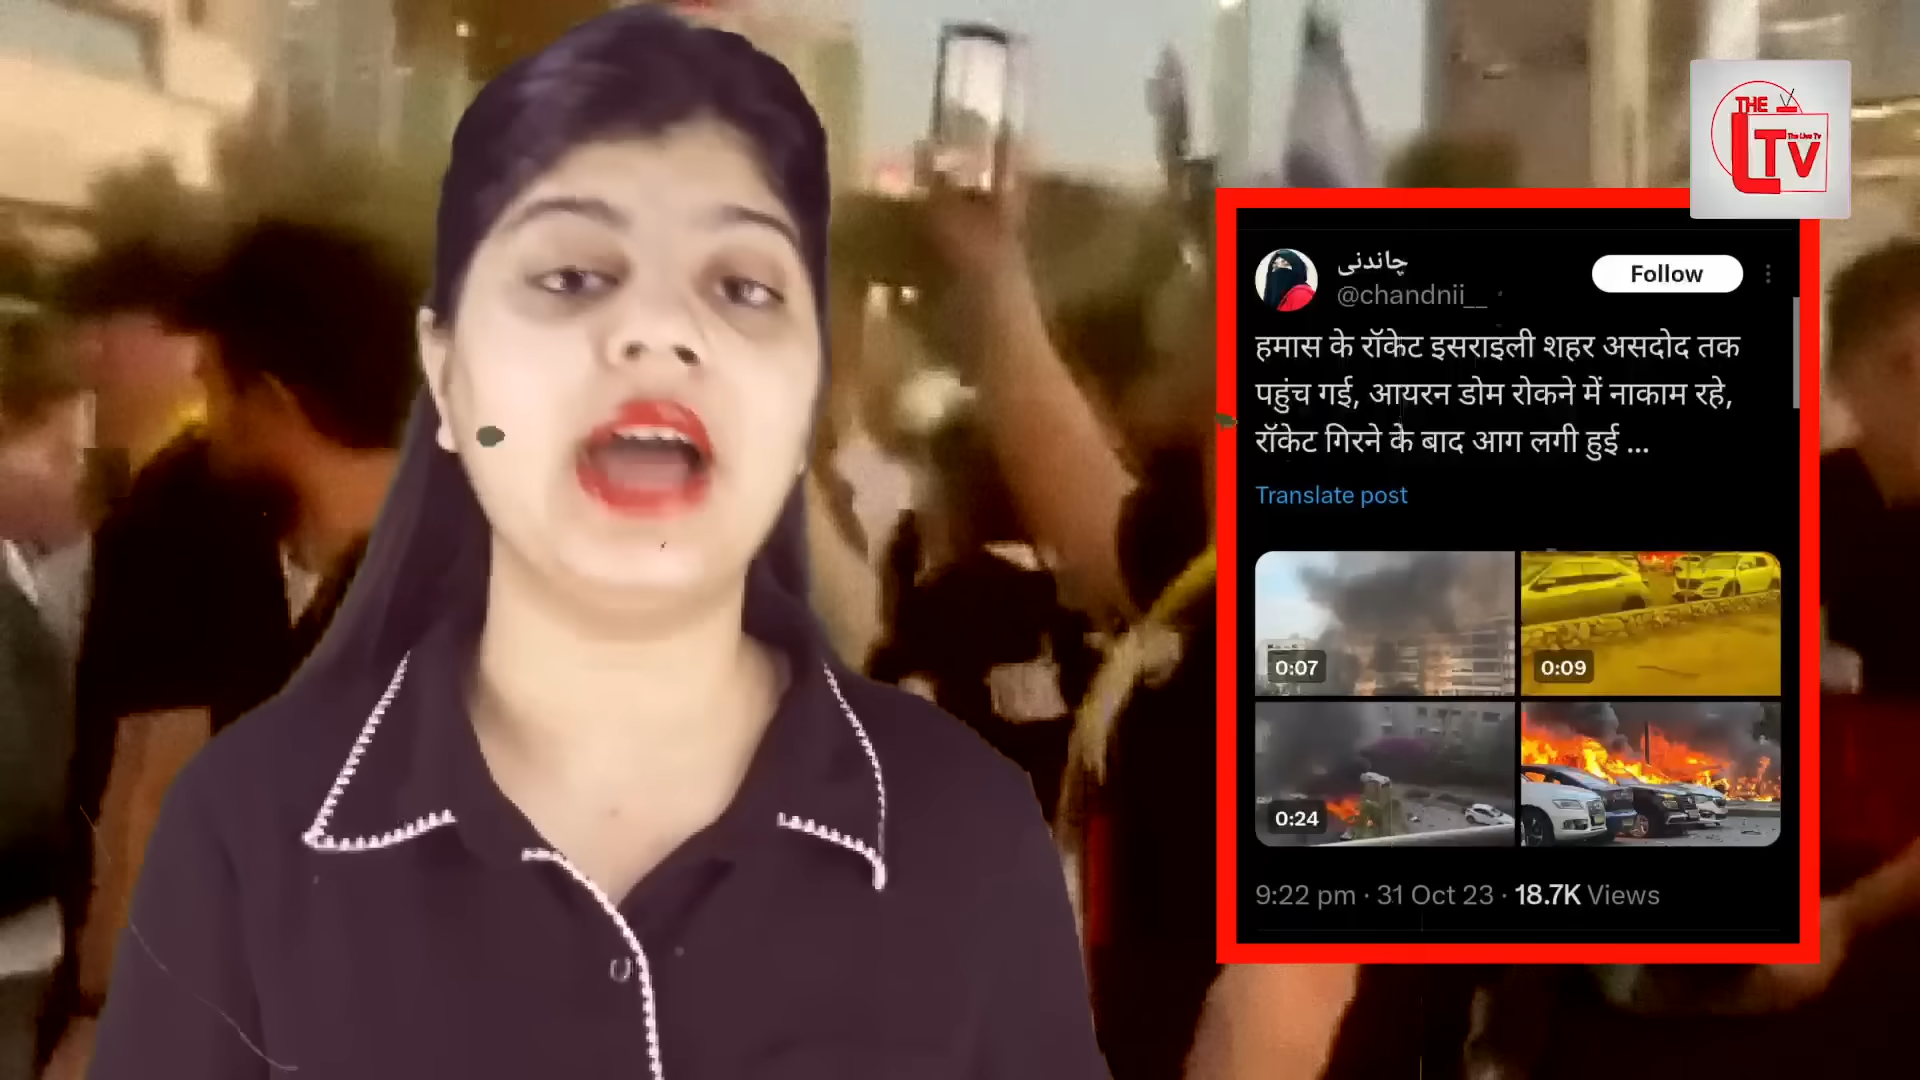 THE
The Live Tv
LTV
چاندنی
@chandnii__
Follow
हमास के रॉकेट इसराइली शहर असदोद तक
पहुंच गई, आयरन डोम रोकने में नाकाम रहे,
रॉकेट गिरने के बाद आग लगी हुई ...
Translate post
0:07
0:09
0:24
9:22 pm · 31 Oct 23 · 18.7K Views